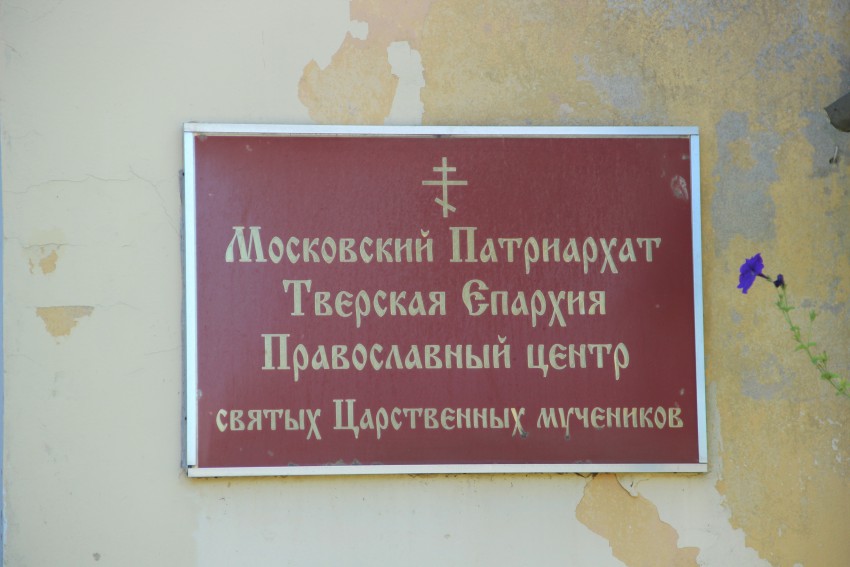 Московский Патриархат
Тверская Епархия
Православный центр
святых Царственных мучеников